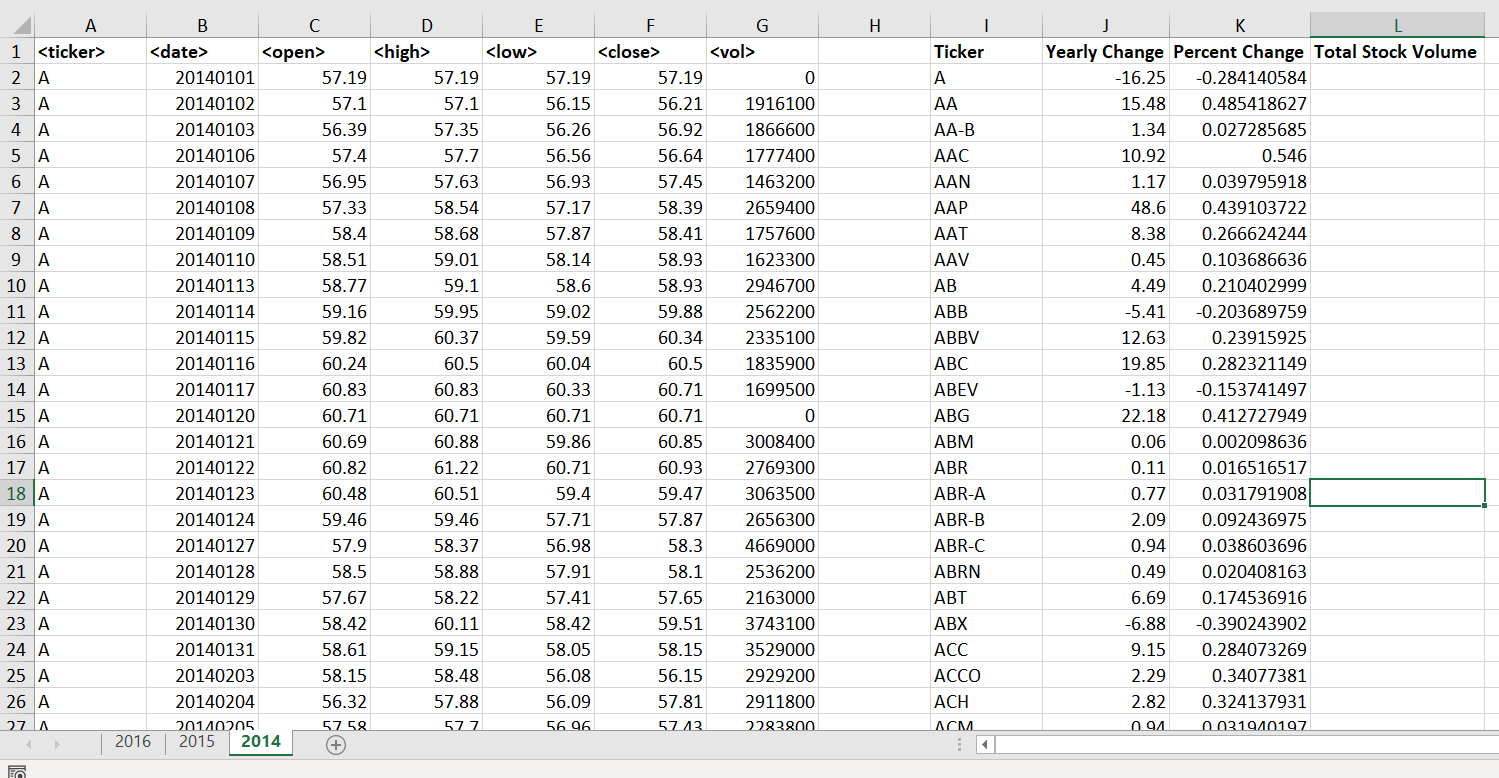 A B C D E F G H I J K L
1 <ticker> <date> <open> <high> <low> <close> <vol> Ticker Yearly Change Percent Change Total Stock Volume
2 A 20140101 57.19 57.19 57.19 57.19 0 A -16.25 -0.284140584
3 A 20140102 57.1 57.1 56.15 56.21 1916100 AA 15.48 0.485418627
4 A 20140103 56.39 57.35 56.26 56.92 1866600 AA-B 1.34 0.027285685
5 A 20140106 57.4 57.7 56.56 56.64 1777400 AAC 10.92 0.546
6 A 20140107 56.95 57.63 56.93 57.45 1463200 AAN 1.17 0.039795918
7 A 20140108 57.33 58.54 57.17 58.39 2659400 AAP 48.6 0.439103722
8 A 20140109 58.4 58.68 57.87 58.41 1757600 AAT 8.38 0.266624244
9 A 20140110 58.51 59.01 58.14 58.93 1623300 AAV 0.45 0.103686636
10 A 20140113 58.77 59.1 58.6 58.93 2946700 AB 4.49 0.210402999
11 A 20140114 59.16 59.95 59.02 59.88 2562200 ABB -5.41 -0.203689759
12 A 20140115 59.82 60.37 59.59 60.34 2335100 ABBV 12.63 0.23915925
13 A 20140116 60.24 60.5 60.04 60.5 1835900 ABC 19.85 0.282321149
14 A 20140117 60.83 60.83 60.33 60.71 1699500 ABEV -1.13 -0.153741497
15 A 20140120 60.71 60.71 60.71 60.71 0 ABG 22.18 0.412727949
16 A 20140121 60.69 60.88 59.86 60.85 3008400 ABM 0.06 0.002098636
17 A 20140122 60.82 61.22 60.71 60.93 2769300 ABR 0.11 0.016516517
18 A 20140123 60.48 60.51 59.4 59.47 3063500 ABR-A 0.77 0.031791908
19 A 20140124 59.46 59.46 57.71 57.87 2656300 ABR-B 2.09 0.092436975
20 A 20140127 57.9 58.37 56.98 58.3 4669000 ABR-C 0.94 0.038603696
21 A 20140128 58.5 58.88 57.91 58.1 2536200 ABRN 0.49 0.020408163
22 A 20140129 57.67 58.22 57.41 57.65 2163000 ABT 6.69 0.174536916
23 A 20140130 58.42 60.11 58.42 59.51 3743100 ABX -6.88 -0.390243902
24 A 20140131 58.61 59.15 58.05 58.15 3529000 ACC 9.15 0.284073269
25 A 20140203 58.15 58.48 56.08 56.15 2929200 ACCO 2.29 0.34077381
26 A 20140204 56.32 57.88 56.09 57.81 2911800 ACH 2.82 0.324137931
27 A 20140205 57.58 57.7 56.96 57.43 2283800 ACM 0.94 0.031940197
2016 2015 2014